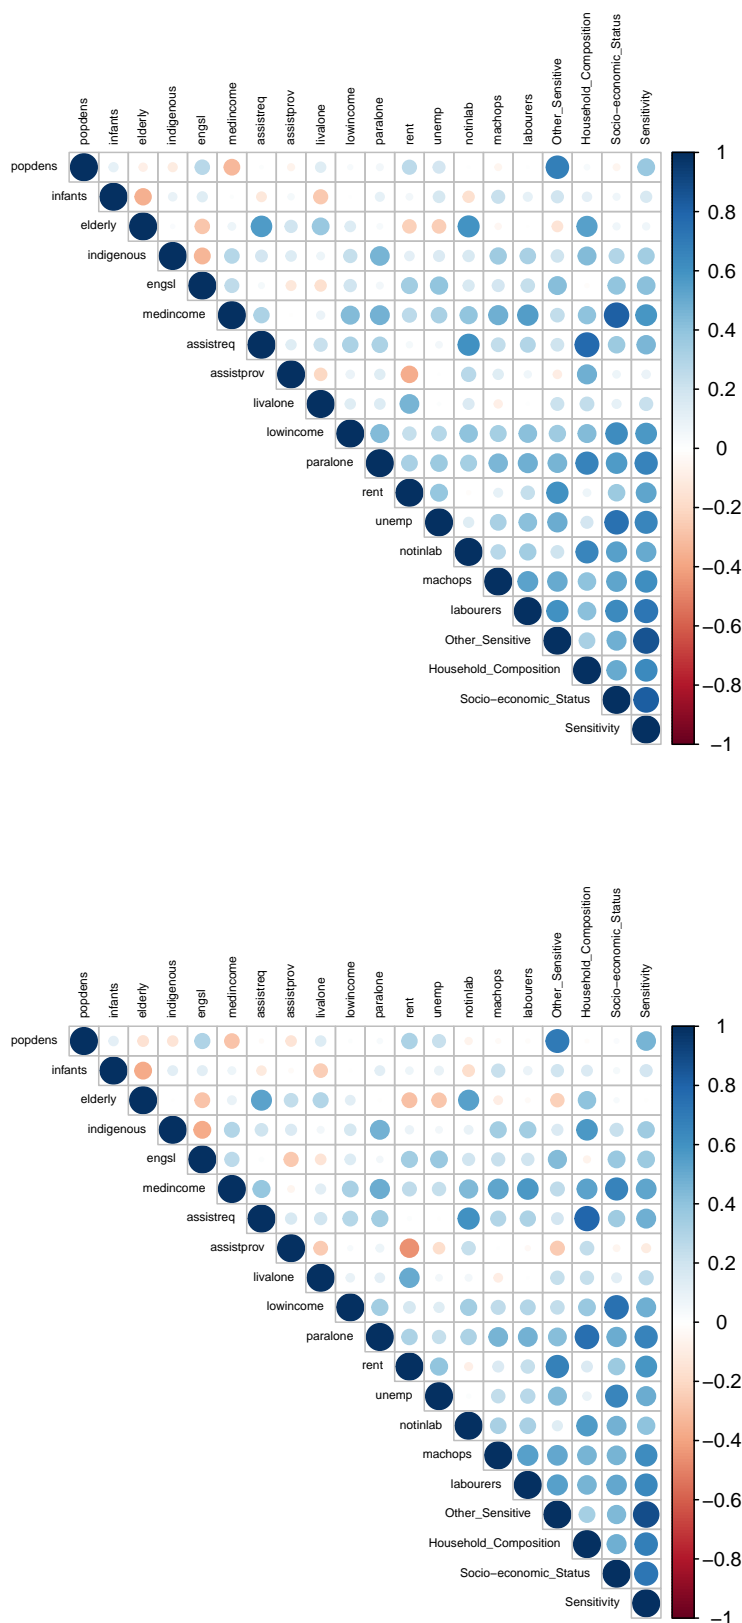 popdens
infants
elderly
indigenous
engsl
medincome
assistreq
assistprov
livalone
lowincome
paralone
rent
unemp
notinlab
machops
labourers
Other_Sensitive
Household_Composition
Socio−economic_Status
Sensitivity
popdens
infants
elderly
indigenous
engsl
medincome
assistreq
assistprov
livalone
lowincome
paralone
rent
unemp
notinlab
machops
labourers
Other_Sensitive
Household_Composition
Socio−economic_Status
Sensitivity
1
0.8
0.6
0.4
0.2
0
−0.2
−0.4
−0.6
−0.8
−1
popdens
infants
elderly
indigenous
engsl
medincome
assistreq
assistprov
livalone
lowincome
paralone
rent
unemp
notinlab
machops
labourers
Other_Sensitive
Household_Composition
Socio−economic_Status
Sensitivity
popdens
infants
elderly
indigenous
engsl
medincome
assistreq
assistprov
livalone
lowincome
paralone
rent
unemp
notinlab
machops
labourers
Other_Sensitive
Household_Composition
Socio−economic_Status
Sensitivity
1
0.8
0.6
0.4
0.2
0
−0.2
−0.4
−0.6
−0.8
−1